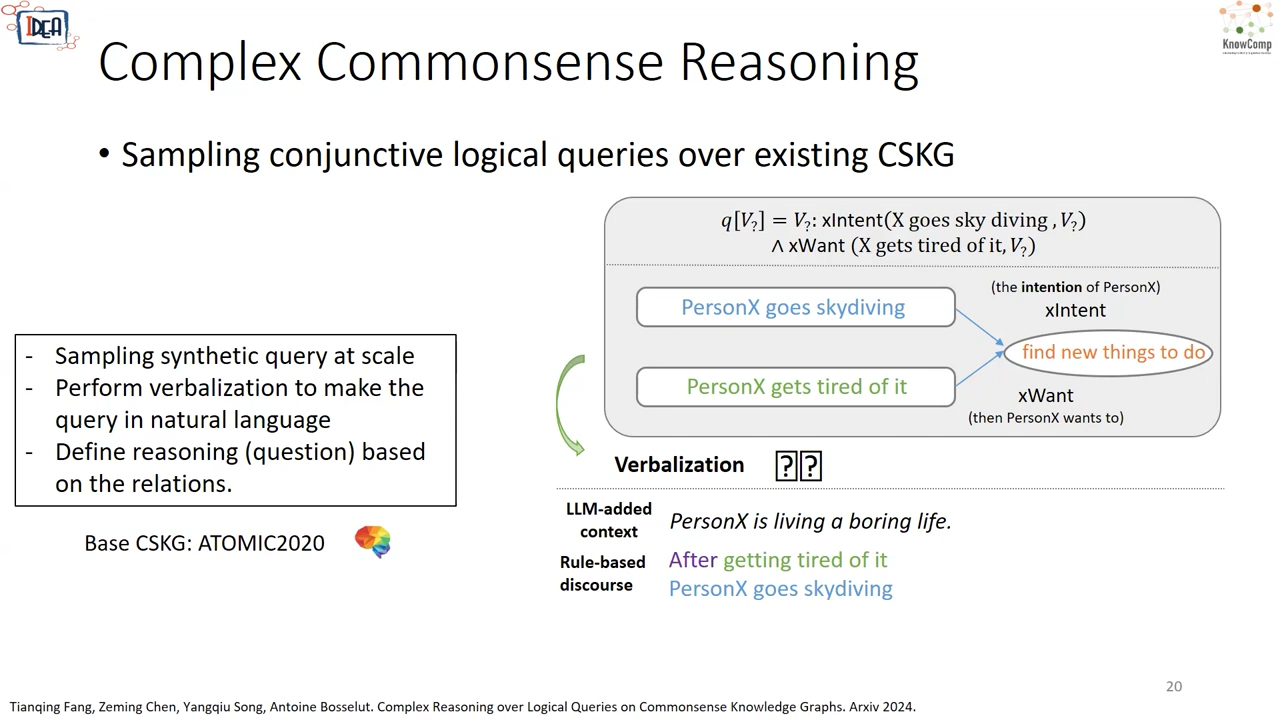 IDEA
KnowComp
Complex Commonsense Reasoning
• Sampling conjunctive logical queries over existing CSKG
q[V?] = V?: xIntent(X goes sky diving , V?)
∧ xWant (X gets tired of it, V?)
(the intention of PersonX)
xIntent
PersonX goes skydiving
find new things to do
PersonX gets tired of it
xWant
(then PersonX wants to)
- Sampling synthetic query at scale
- Perform verbalization to make the
query in natural language
- Define reasoning (question) based
on the relations.
Base CSKG: ATOMIC2020
Verbalization
LLM-added
context
PersonX is living a boring life.
Rule-based
discourse
After getting tired of it
PersonX goes skydiving
20
Tianqing Fang, Zeming Chen, Yangqiu Song, Antoine Bosselut. Complex Reasoning over Logical Queries on Commonsense Knowledge Graphs. Arxiv 2024.